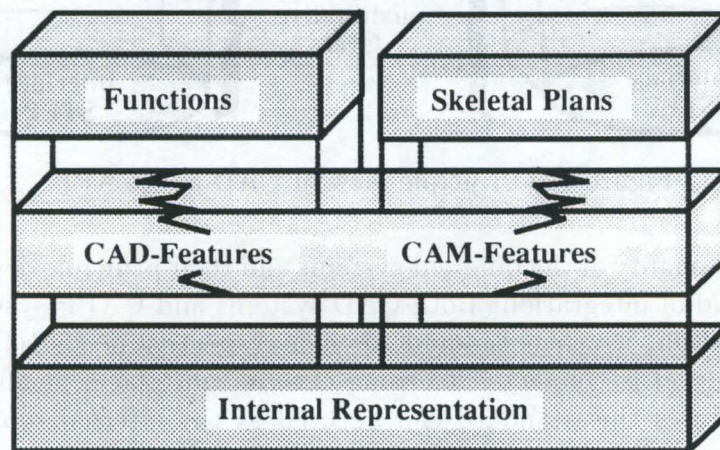 Functions
Skeletal Plans
CAD-Features
CAM-Features
Internal Representation